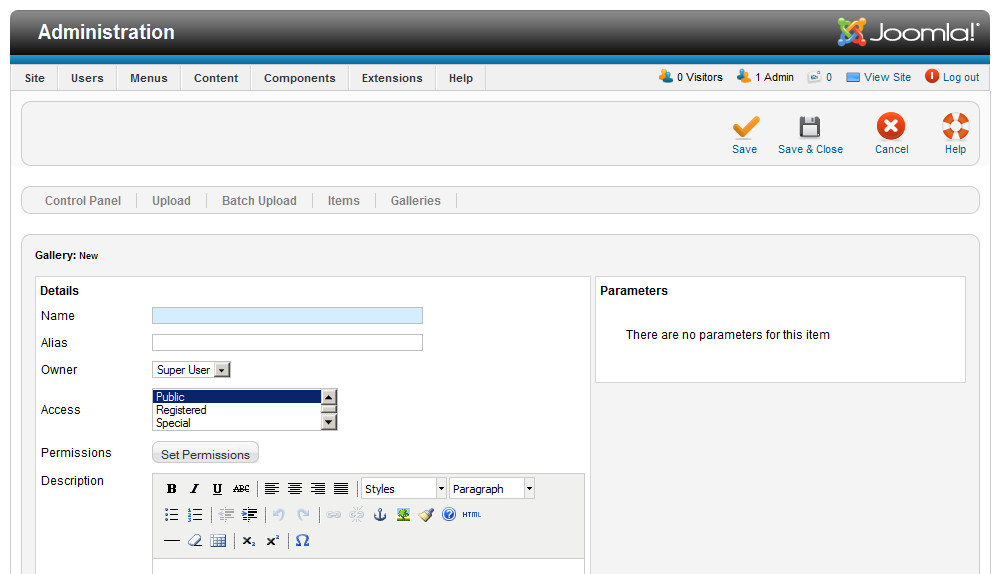 Administration
Joomla!
Site Users Menus Content Components Extensions Help 0 Visitors 1 Admin 0 View Site Log out
Save Save & Close Cancel Help
Control Panel Upload Batch Upload Items Galleries
Gallery: New
Details
Parameters
Name
There are no parameters for this item
Alias
Owner Super User
Access
Public
Registered
Special
Permissions Set Permissions
Description
B I U ABC Styles Paragraph
HTML
x₂ x² Ω